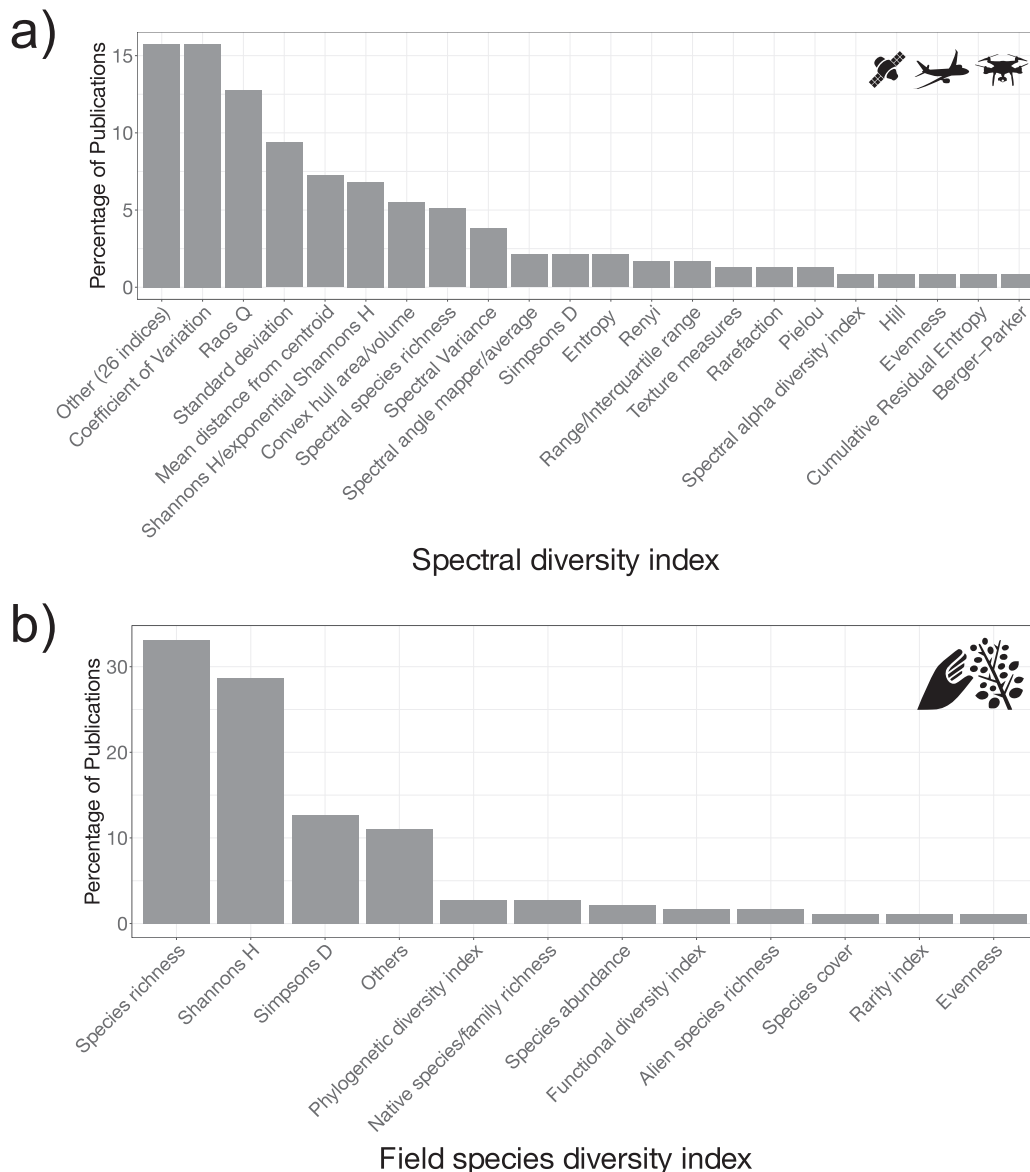 a)
Percentage of Publications
15
10
5
0
Other (26 indices)
Coefficient of Variation
Raos Q
Standard deviation
Mean distance from centroid
Shannons H/exponential Shannons H
Convex hull area/volume
Spectral species richness
Spectral Variance
Spectral angle mapper/average
Simpsons D
Entropy
Renyi
Range/Interquartile range
Texture measures
Rarefaction
Pielou
Spectral alpha diversity index
Hill
Evenness
Cumulative Residual Entropy
Berger–Parker
Spectral diversity index
b)
Percentage of Publications
30
20
10
0
Species richness
Shannons H
Simpsons D
Others
Phylogenetic diversity index
Native species/family richness
Species abundance
Functional diversity index
Alien species richness
Species cover
Rarity index
Evenness
Field species diversity index